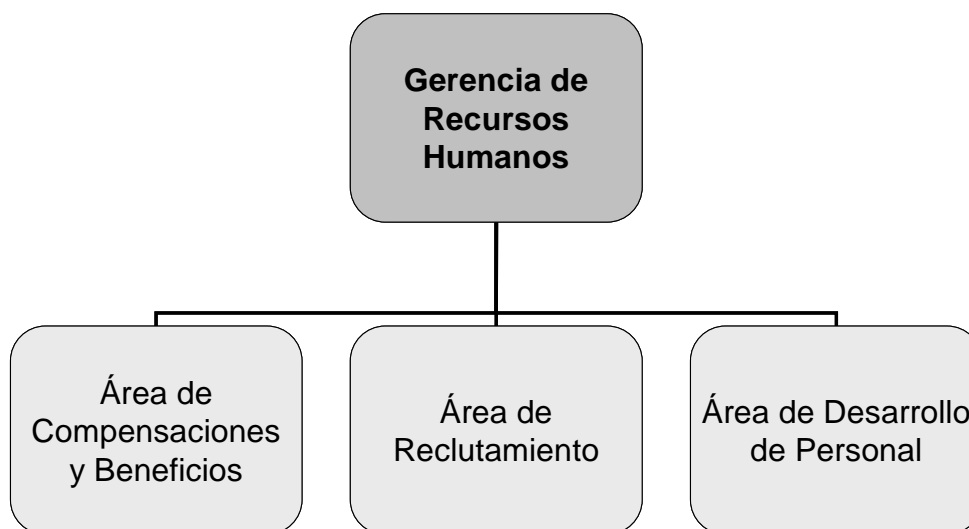 Gerencia de
Recursos
Humanos
Área de
Compensaciones
y Beneficios
Área de
Reclutamiento
Área de Desarrollo
de Personal